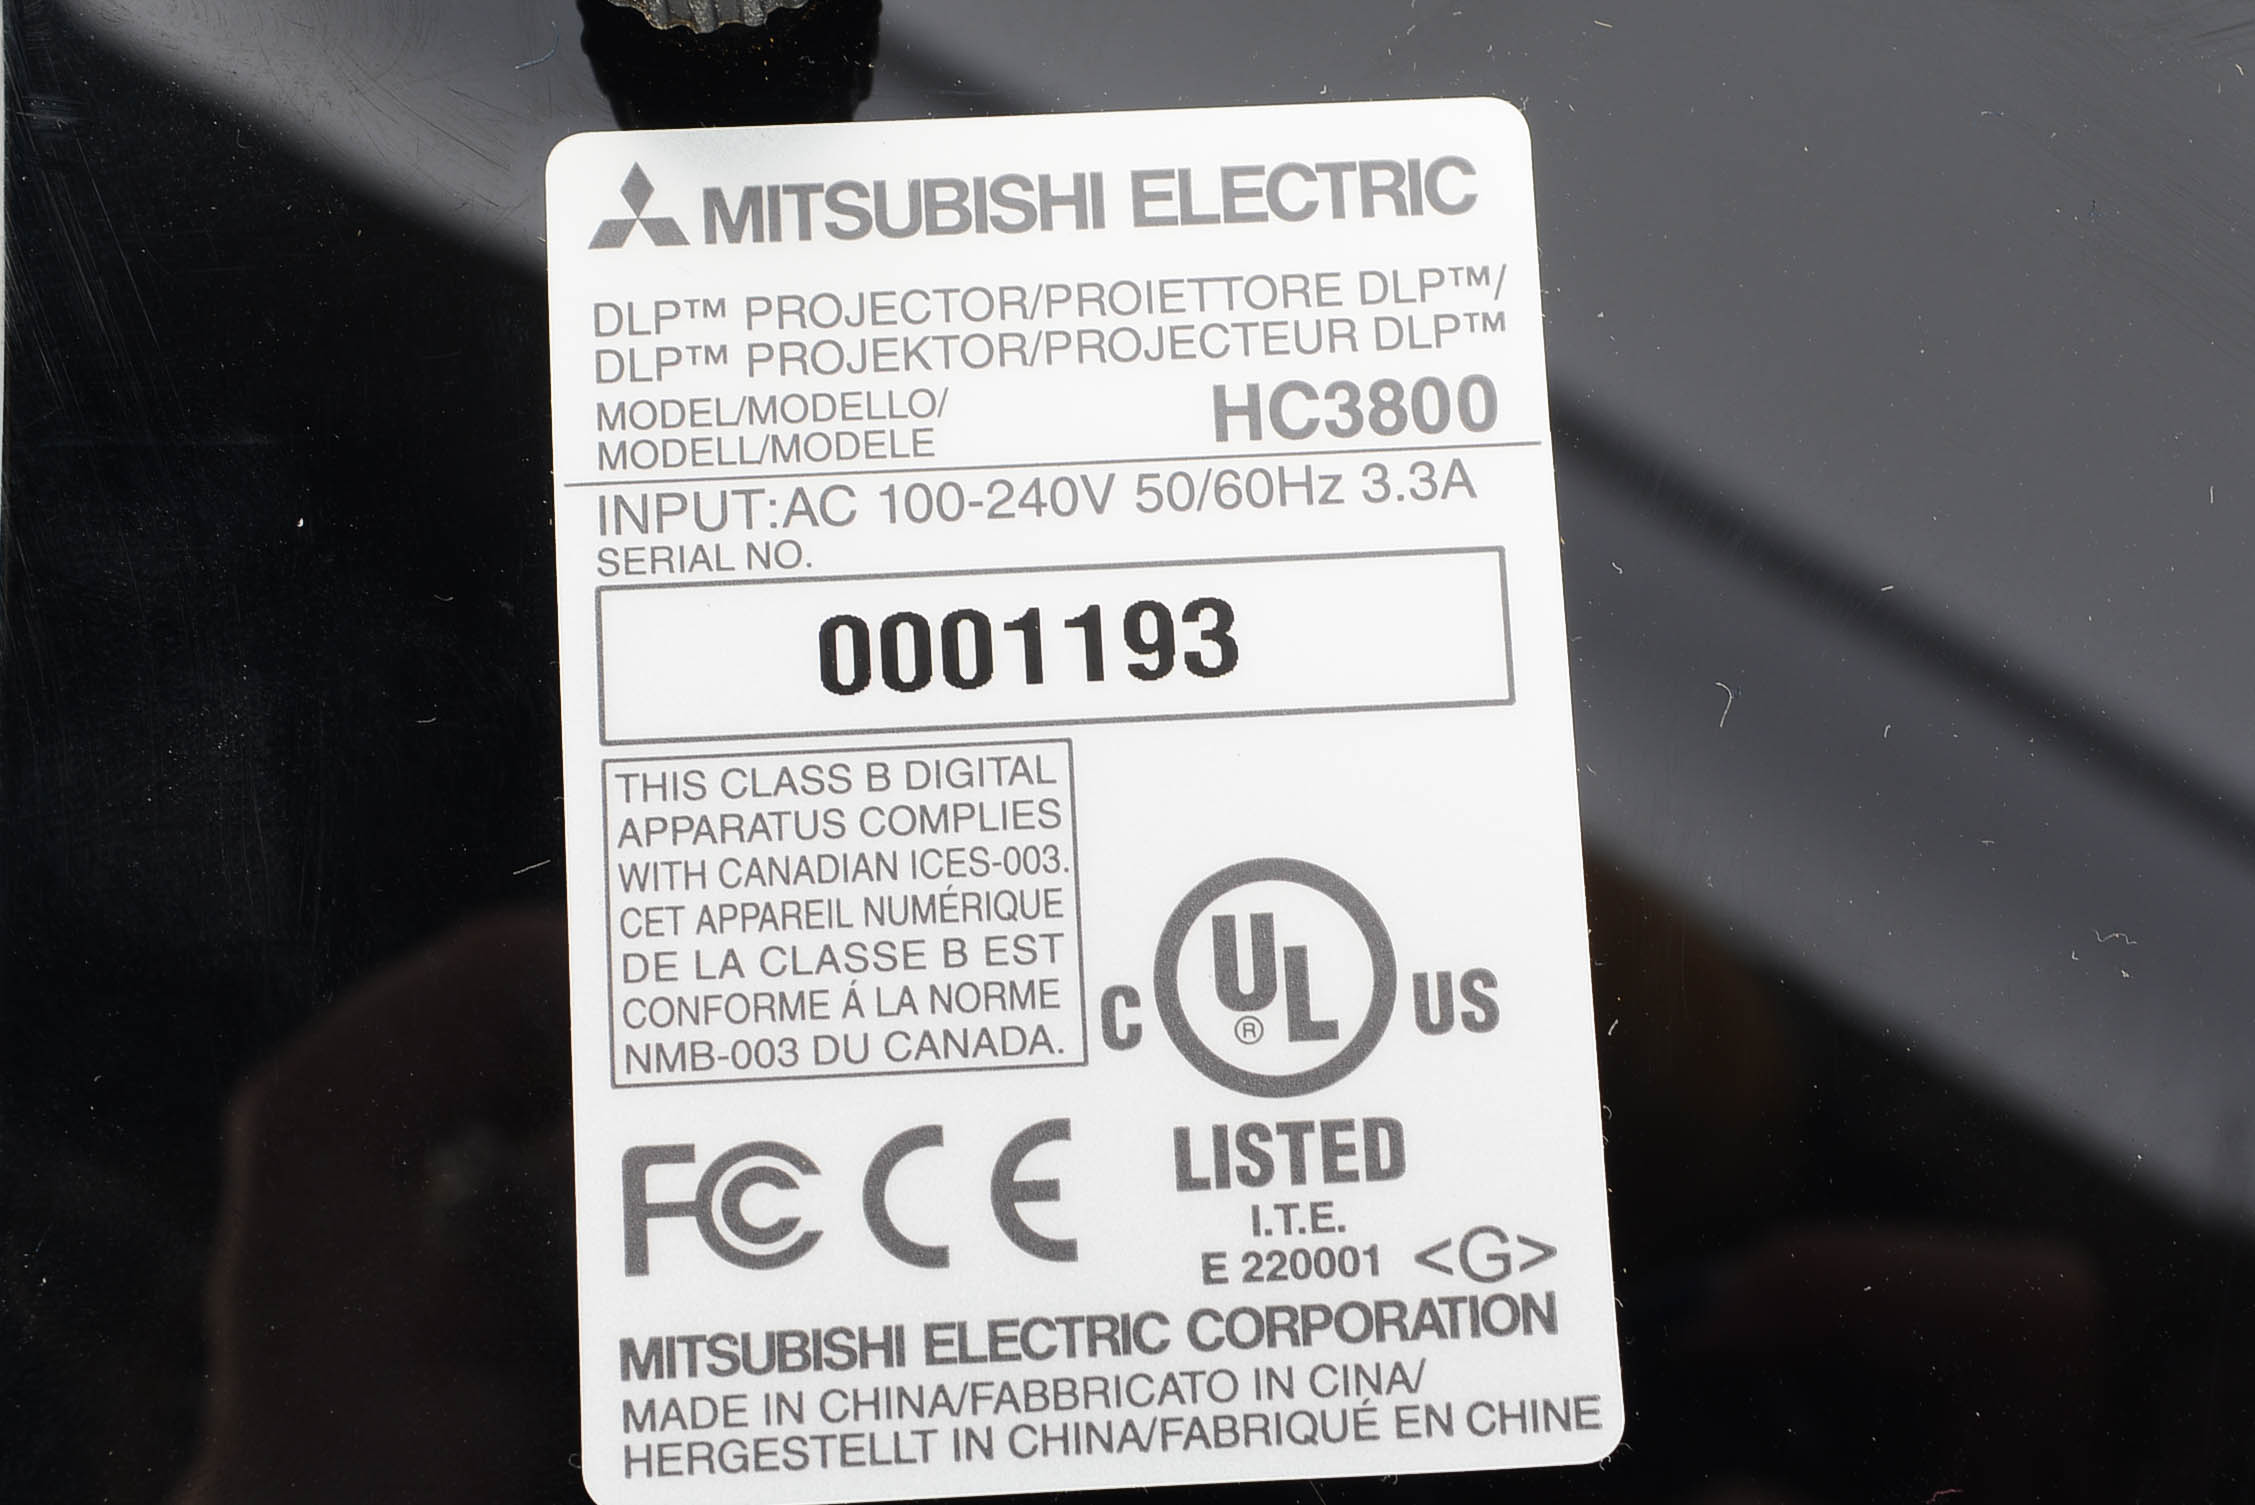 MITSUBISHI ELECTRIC
DLP™ PROJECTOR/PROIETTORE DLP™/
DLP™ PROJEKTOR/PROJECTEUR DLP™
MODEL/MODELLO/
MODELL/MODELE HC3800
INPUT:AC 100-240V 50/60Hz 3.3A
SERIAL NO.
0001193
THIS CLASS B DIGITAL
APPARATUS COMPLIES
WITH CANADIAN ICES-003.
CET APPAREIL NUMÉRIQUE
DE LA CLASSE B EST
CONFORME Á LA NORME
NMB-003 DU CANADA.
C UL® US
LISTED
I.T.E.
E 220001 <G>
FCC CE
MITSUBISHI ELECTRIC CORPORATION
MADE IN CHINA/FABBRICATO IN CINA/
HERGESTELLT IN CHINA/FABRIQUÉ EN CHINE